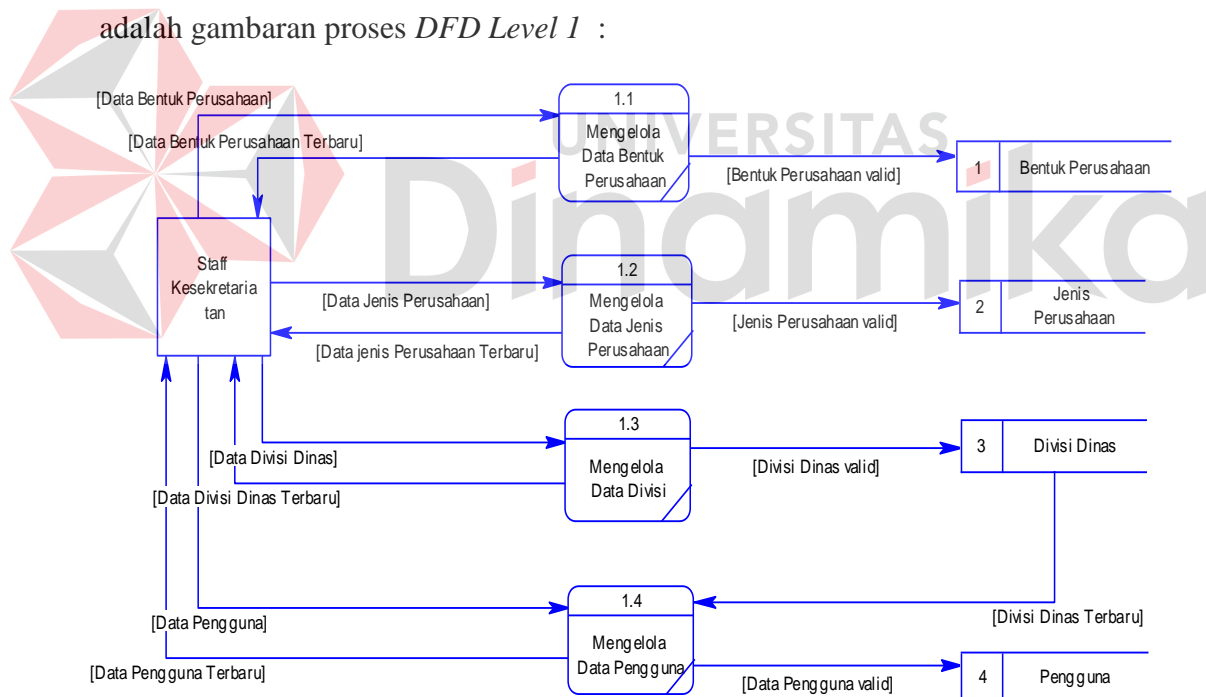 adalah gambaran proses DFD Level 1 :
[Data Bentuk Perusahaan]
1.1
Mengelola
Data Bentuk
Perusahaan
[Data Bentuk Perusahaan Terbaru]
[Bentuk Perusahaan valid]
1
Bentuk Perusahaan
UNIVERSITAS
Dinamika
Staff
Kesekretaria
tan
[Data Jenis Perusahaan]
1.2
Mengelola
Data Jenis
Perusahaan
[Data jenis Perusahaan Terbaru]
[Jenis Perusahaan valid]
2
Jenis
Perusahaan
[Data Divisi Dinas]
1.3
Mengelola
Data Divisi
[Data Divisi Dinas Terbaru]
[Divisi Dinas valid]
3
Divisi Dinas
[Divisi Dinas Terbaru]
[Data Pengguna]
1.4
Mengelola
Data Pengguna
[Data Pengguna Terbaru]
[Data Pengguna valid]
4
Pengguna